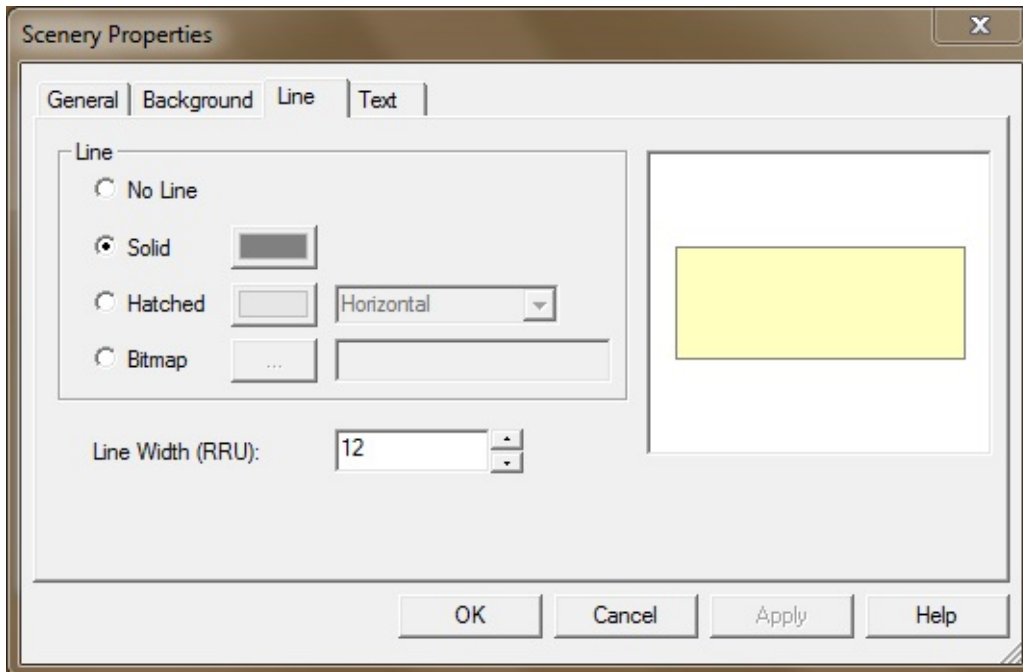 Scenery Properties
General Background Line Text
Line
No Line
Solid
Hatched Horizontal
Bitmap ...
Line Width (RRU): 12
OK Cancel Apply Help